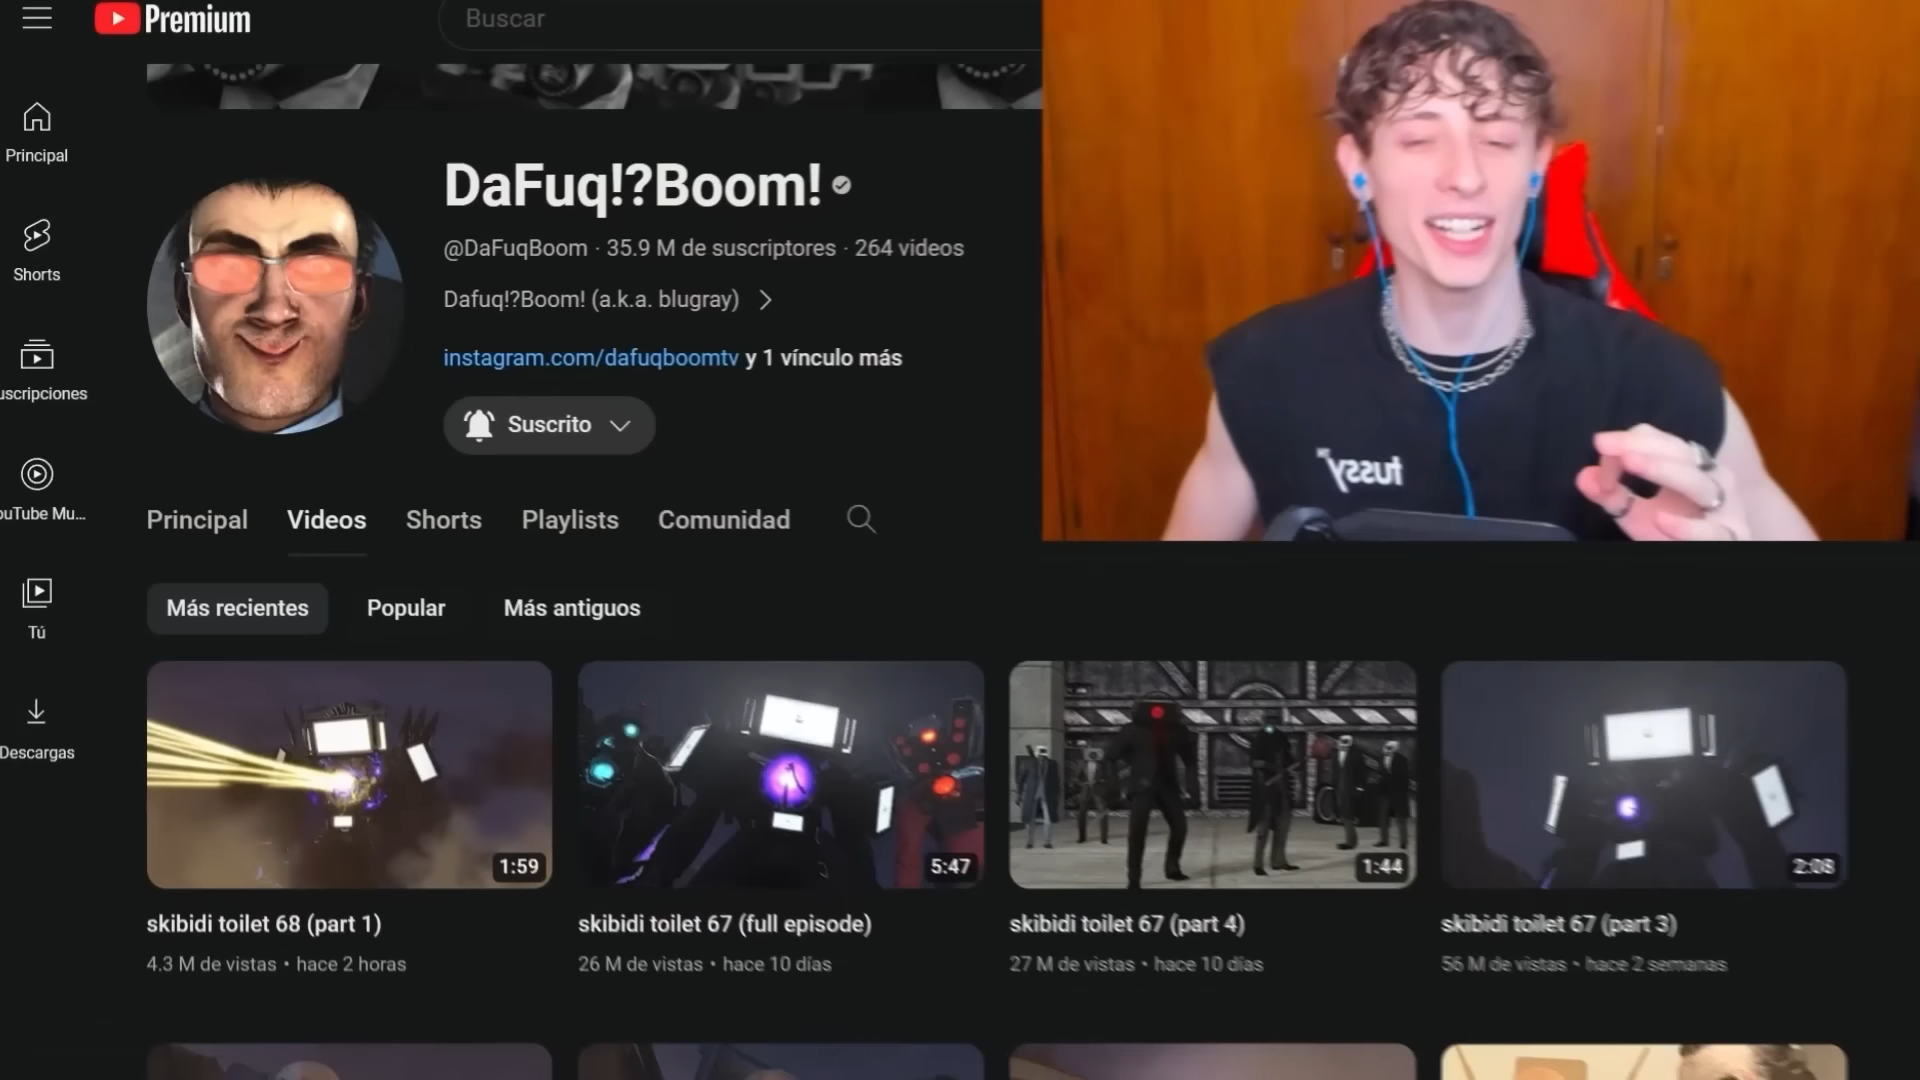 Premium
Buscar
Principal
Shorts
uscripciones
ouTube Mu...
Tú
Descargas
DaFuq!?Boom!
@DaFuqBoom · 35.9 M de suscriptores · 264 videos
Dafuq!?Boom! (a.k.a. blugray)
instagram.com/dafuqboomtv y 1 vínculo más
Suscrito
fussy™
Principal Videos Shorts Playlists Comunidad
Más recientes Popular Más antiguos
1:59
5:47
1:44
2:08
skibidi toilet 68 (part 1)
4.3 M de vistas • hace 2 horas
skibidi toilet 67 (full episode)
26 M de vistas • hace 10 días
skibidi toilet 67 (part 4)
27 M de vistas • hace 10 días
skibidi toilet 67 (part 3)
56 M de vistas • hace 2 semanas